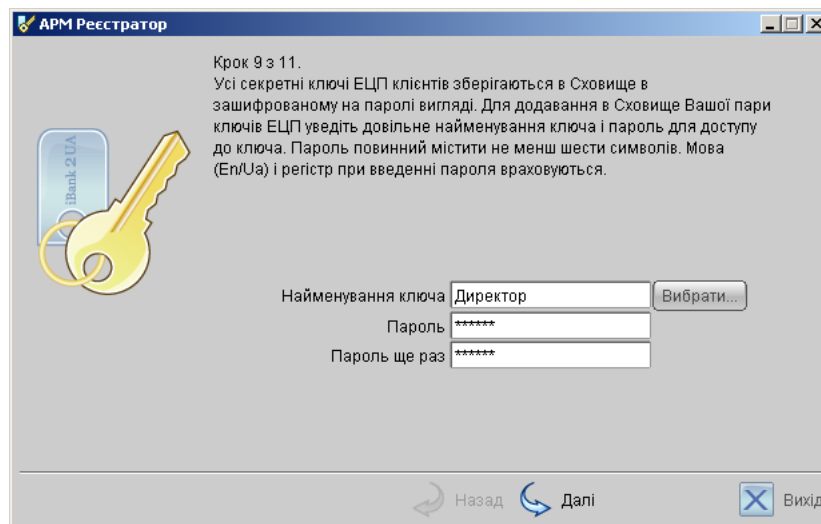 АРМ Реєстратор
Крок 9 з 11.
Усі секретні ключі ЕЦП клієнтів зберігаються в Сховище в
зашифрованому на паролі вигляді. Для додавання в Сховище Вашої пари
ключів ЕЦП уведіть довільне найменування ключа і пароль для доступу
до ключа. Пароль повинний містити не менш шести символів. Мова
(En/Ua) і регістр при введенні пароля враховуються.
iBank 2 UA
Найменування ключа Директор Вибрати...
Пароль ******
Пароль ще раз ******
Назад Далі Вихід